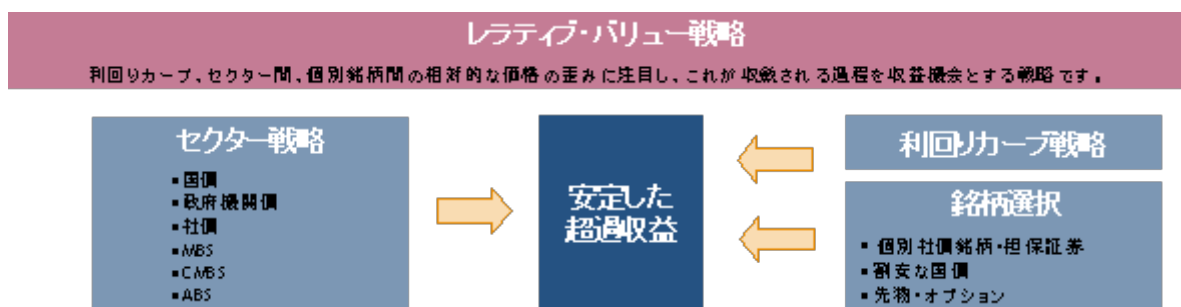 レラティブ・バリュー戦略
利回りカーブ、セクター間、個別銘柄間の相対的な価格の歪みに注目し、これが収斂される過程を収益機会とする戦略です。
セクター戦略
▪国債
▪政府機関債
▪社債
▪MBS
▪CMBS
▪ABS
安定した
超過収益
利回りカーブ戦略
銘柄選択
▪個別社債銘柄・担保証券
▪割安な国債
▪先物・オプション